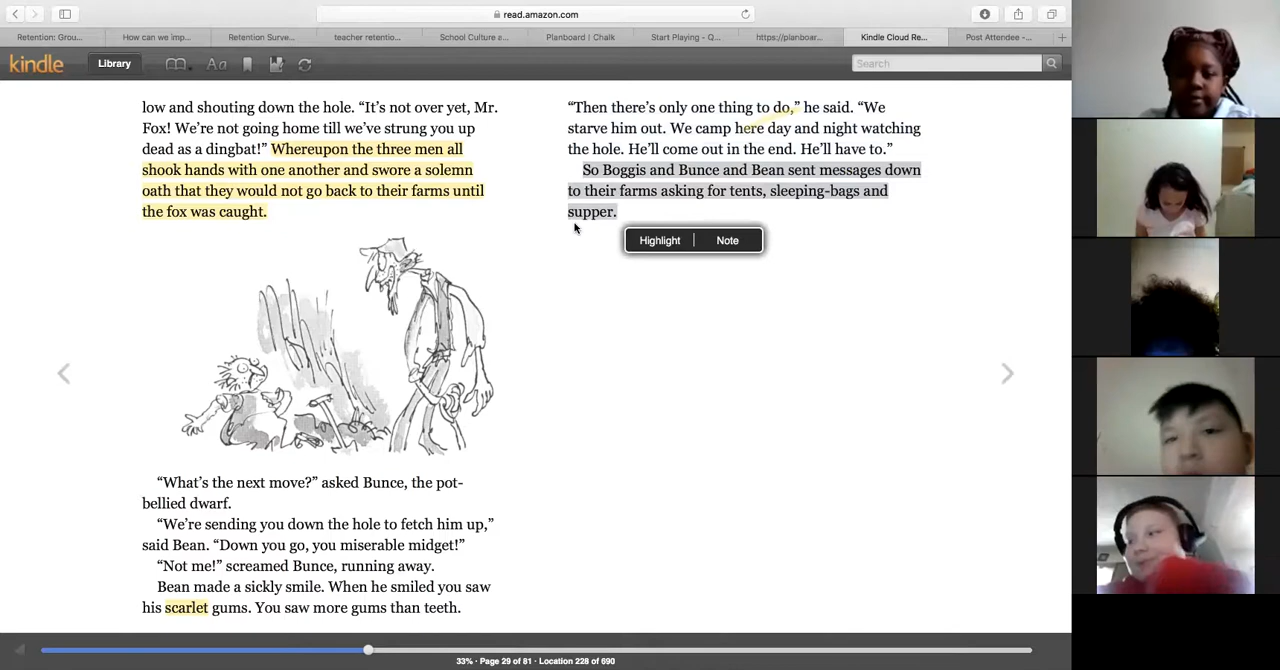 read.amazon.com
Retention: Grou...
How can we imp...
Retention Surve...
teacher retentio...
School Culture a...
Planboard | Chalk
Start Playing - Q...
https://planboar...
Kindle Cloud Re...
Post Attendee -...
kindle
Library
Aa
Search
low and shouting down the hole. “It’s not over yet, Mr.
Fox! We’re not going home till we’ve strung you up
dead as a dingbat!” Whereupon the three men all
shook hands with one another and swore a solemn
oath that they would not go back to their farms until
the fox was caught.
“What’s the next move?” asked Bunce, the pot-
bellied dwarf.
“We’re sending you down the hole to fetch him up,”
said Bean. “Down you go, you miserable midget!”
“Not me!” screamed Bunce, running away.
Bean made a sickly smile. When he smiled you saw
his scarlet gums. You saw more gums than teeth.
“Then there’s only one thing to do,” he said. “We
starve him out. We camp here day and night watching
the hole. He’ll come out in the end. He’ll have to.”
So Boggis and Bunce and Bean sent messages down
to their farms asking for tents, sleeping-bags and
supper.
Highlight
Note
33% · Page 29 of 81 · Location 228 of 690